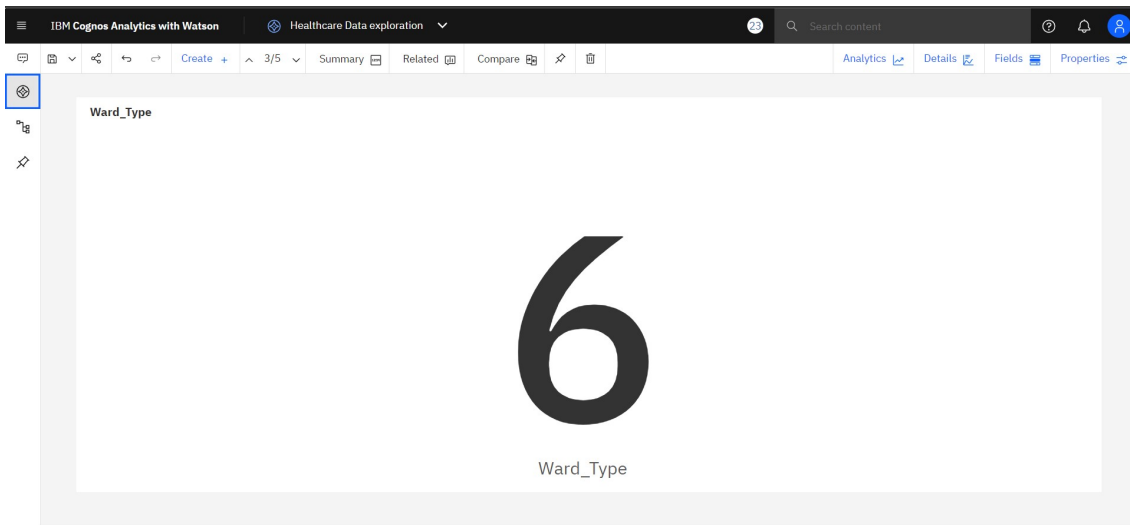 IBM Cognos Analytics with Watson
Healthcare Data exploration
23
Search content
Create +
3/5
Summary
Related
Compare
Analytics
Details
Fields
Properties
Ward_Type
6
Ward_Type